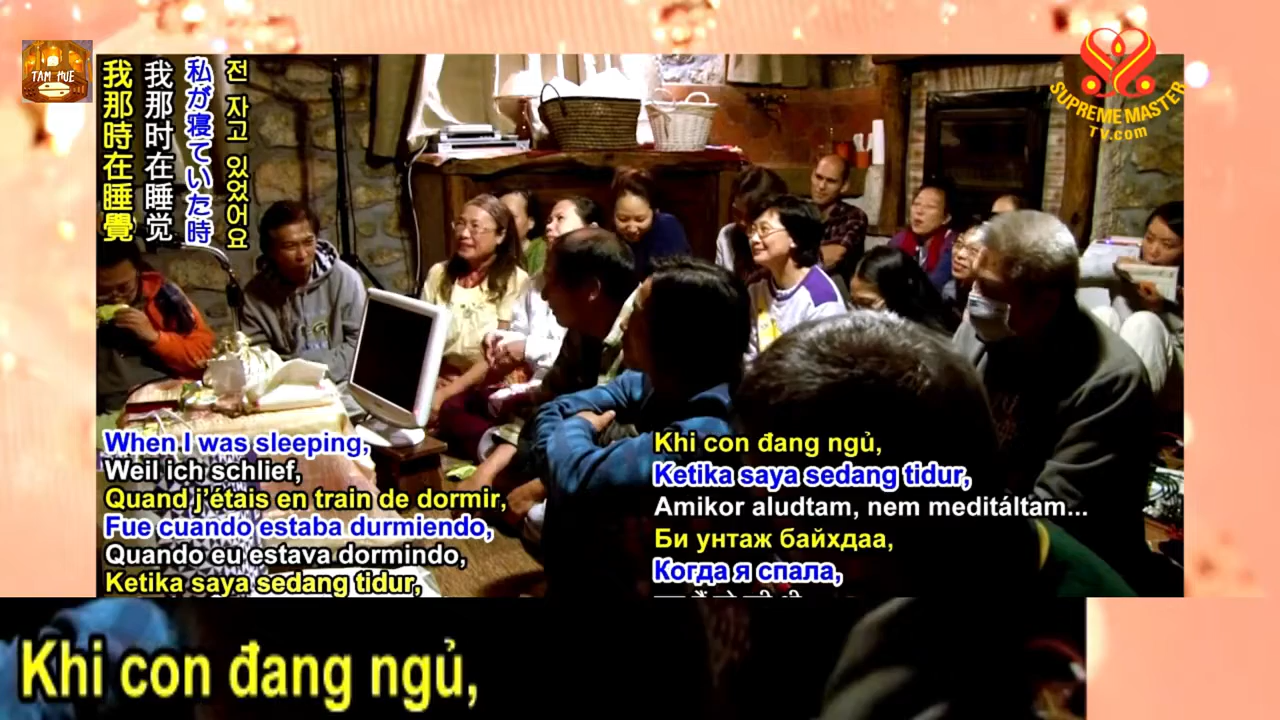 TAM HUE
SUPREME MASTER
TV.com
我那時在睡覺
我那时在睡觉
私が寝ていた時
전 자고 있었어요
When I was sleeping,
Weil ich schlief,
Quand j'étais en train de dormir,
Fue cuando estaba durmiendo,
Quando eu estava dormindo,
Ketika saya sedang tidur,
Khi con đang ngủ,
Ketika saya sedang tidur,
Amikor aludtam, nem meditáltam...
Би унтаж байхдаа,
Когда я спала,
Khi con đang ngủ,